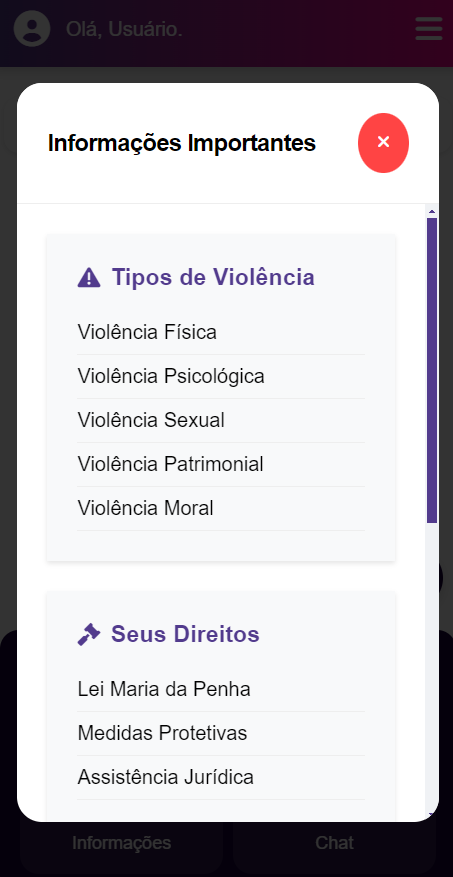 Olá, Usuário.
Informações Importantes
×
Tipos de Violência
Violência Física
Violência Psicológica
Violência Sexual
Violência Patrimonial
Violência Moral
Seus Direitos
Lei Maria da Penha
Medidas Protetivas
Assistência Jurídica
Informações
Chat